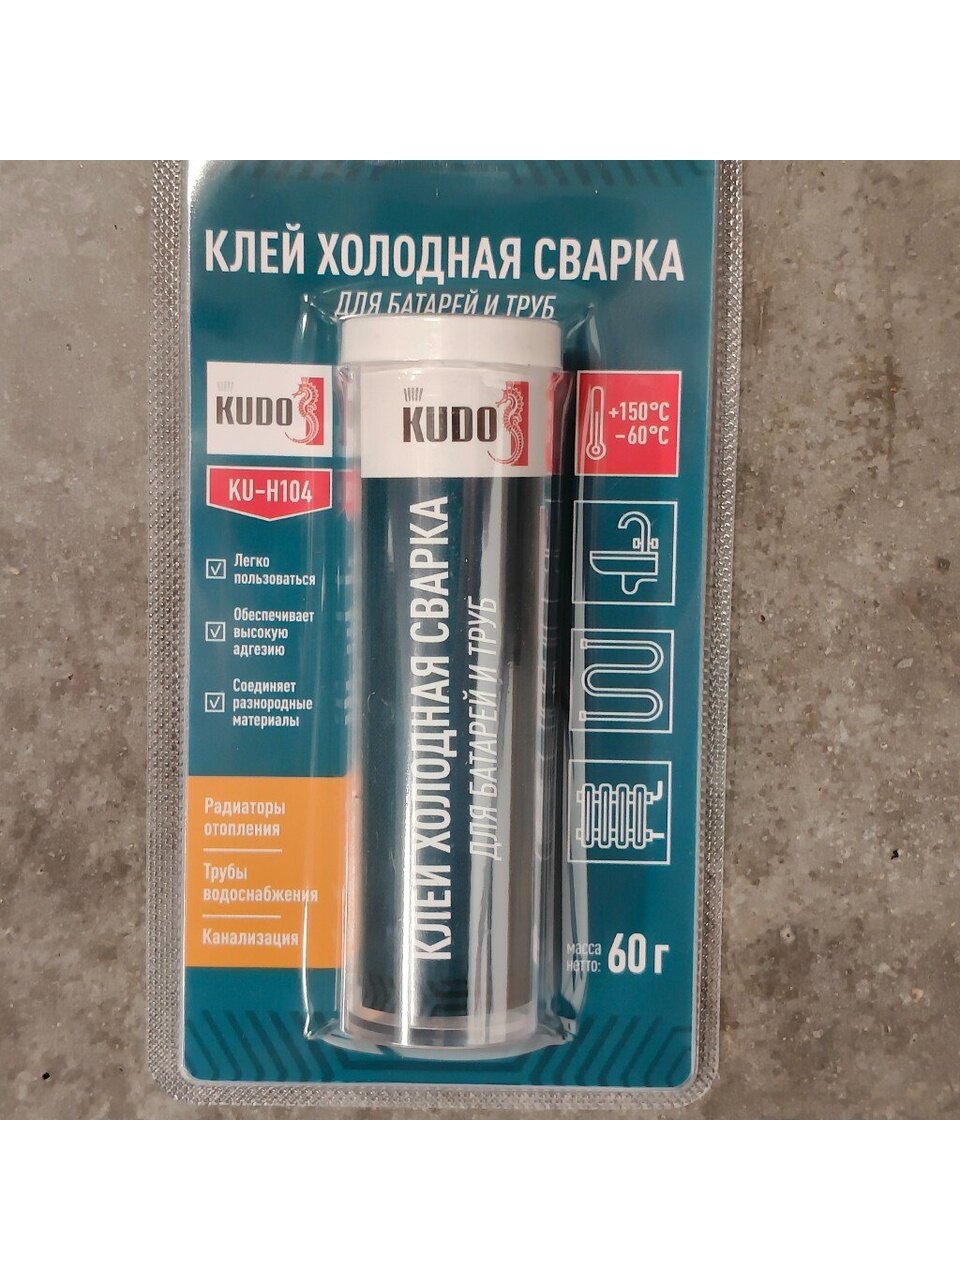 КЛЕЙ ХОЛОДНАЯ СВАРКА
ДЛЯ БАТАРЕЙ И ТРУБ
KUDO
KU-H104
Легко
пользоваться
Обеспечивает
высокую
адгезию
Соединяет
разнородные
материалы
Радиаторы
отопления
Трубы
водоснабжения
Канализация
KUDO
КЛЕЙ ХОЛОДНАЯ СВАРКА
ДЛЯ БАТАРЕЙ И ТРУБ
+150°C
-60°C
масса
нетто: 60 г